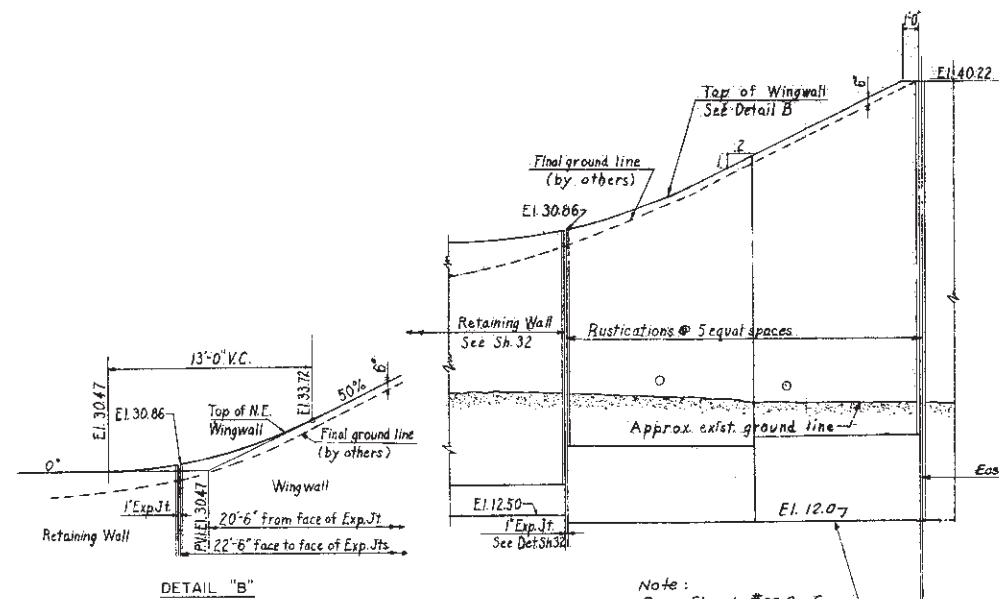 1'-0"
El. 40.22
6"
Top of Wingwall
See Detail B
2
1
Final ground line
(by others)
El. 30.86
Retaining Wall
See Sh. 32
Rustications @ 5 equal spaces
Approx. exist. ground line
El. 12.50
1" Exp. Jt.
See Det. Sh 32
El. 12.0
13'-0" V.C.
El. 30.47
El. 33.72
50%
6"
El. 30.86
Top of N.E.
Wingwall
Final ground line
(by others)
0°
Wingwall
1" Exp. Jt.
P.V.I. El. 30.47
20'-6" from face of Exp. Jt.
22'-6" face to face of Exp. Jts.
Retaining Wall
DETAIL "B"
Note :